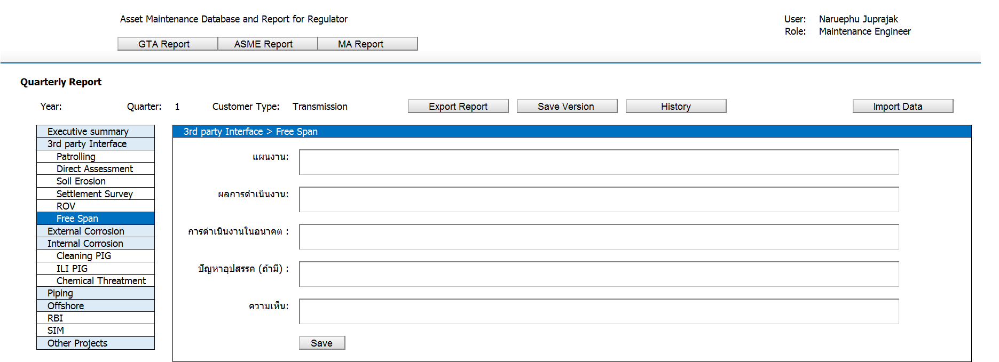 Asset Maintenance Database and Report for Regulator
User: Naruephu Juprajak
Role: Maintenance Engineer
GTA Report ASME Report MA Report
Quarterly Report
Year: Quarter: 1 Customer Type: Transmission Export Report Save Version History Import Data
Executive summary
3rd party Interface
Patrolling
Direct Assessment
Soil Erosion
Settlement Survey
ROV
Free Span
External Corrosion
Internal Corrosion
Cleaning PIG
ILI PIG
Chemical Threatment
Piping
Offshore
RBI
SIM
Other Projects
3rd party Interface > Free Span
แผนงาน:
ผลการดำเนินงาน:
การดำเนินงานในอนาคต :
ปัญหาอุปสรรค (ถ้ามี) :
ความเห็น:
Save